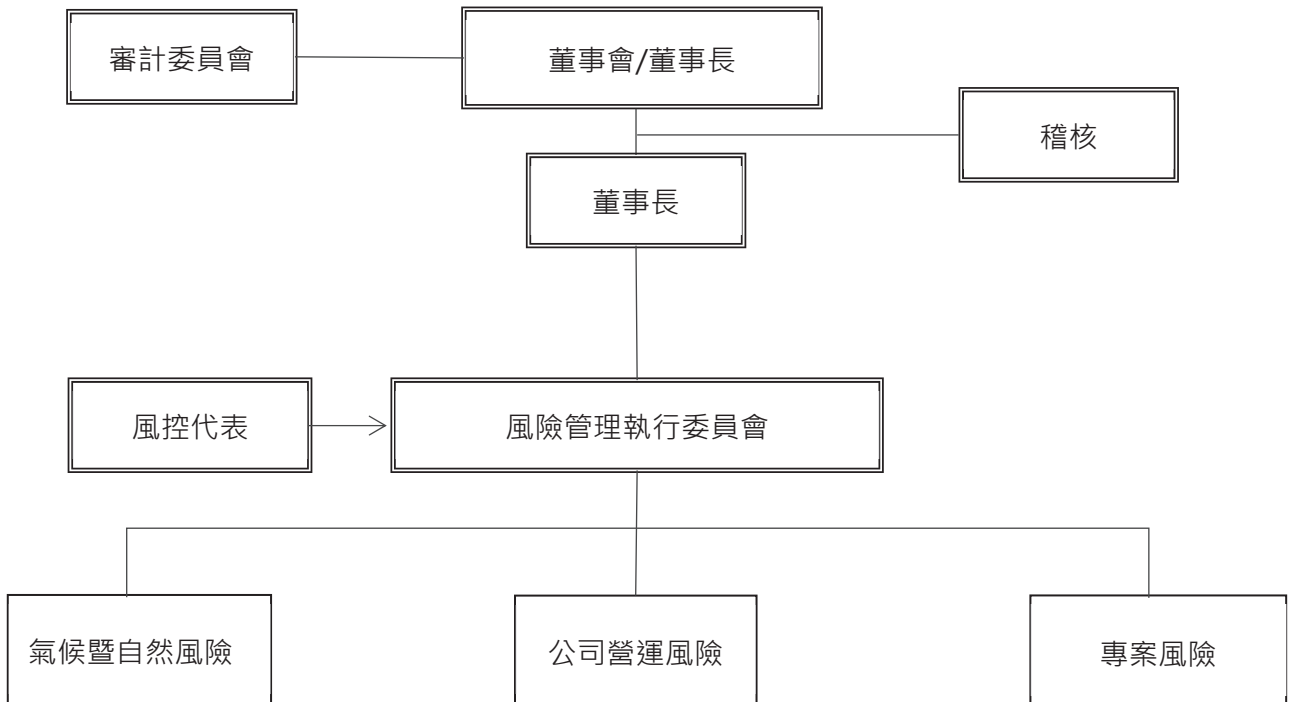 審計委員會
董事會/董事長
稽核
董事長
風控代表
風險管理執行委員會
氣候暨自然風險
公司營運風險
專案風險